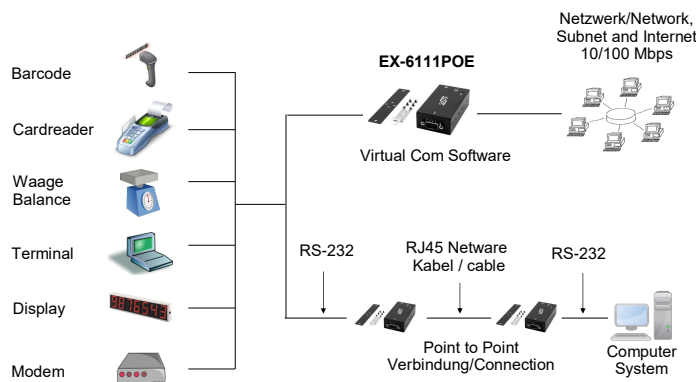 Netzwerk/Network,
Subnet and Internet
10/100 Mbps
EX-6111POE
Barcode
Cardreader
Virtual Com Software
Waage
Balance
Terminal
RS-232
RJ45 Netware
Kabel / cable
RS-232
Display
9876543
Point to Point
Verbindung/Connection
Computer
System
Modem